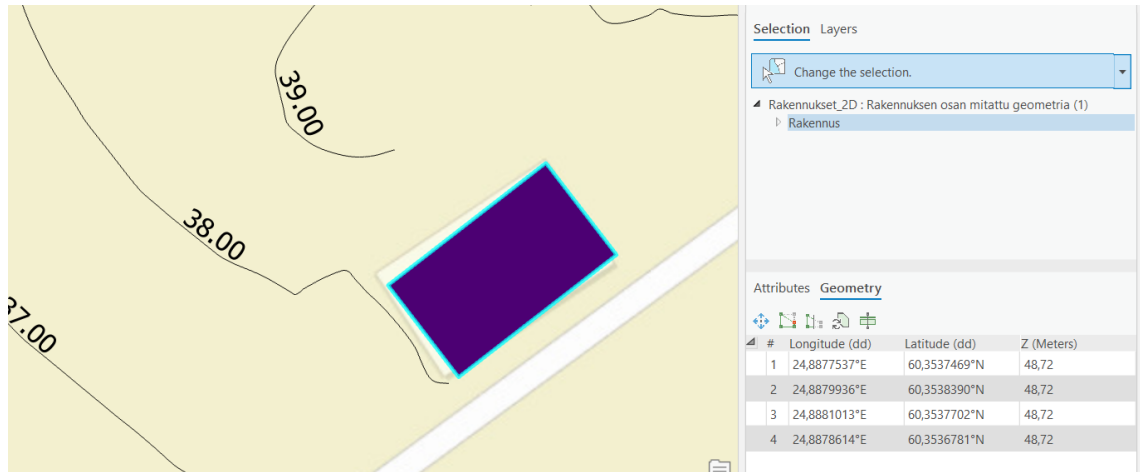 39.00
38.00
37.00
Selection Layers
Change the selection.
Rakennukset_2D : Rakennuksen osan mitattu geometria (1)
Rakennus
Attributes Geometry
# Longitude (dd) Latitude (dd) Z (Meters)
1 24,8877537°E 60,3537469°N 48,72
2 24,8879936°E 60,3538390°N 48,72
3 24,8881013°E 60,3537702°N 48,72
4 24,8878614°E 60,3536781°N 48,72